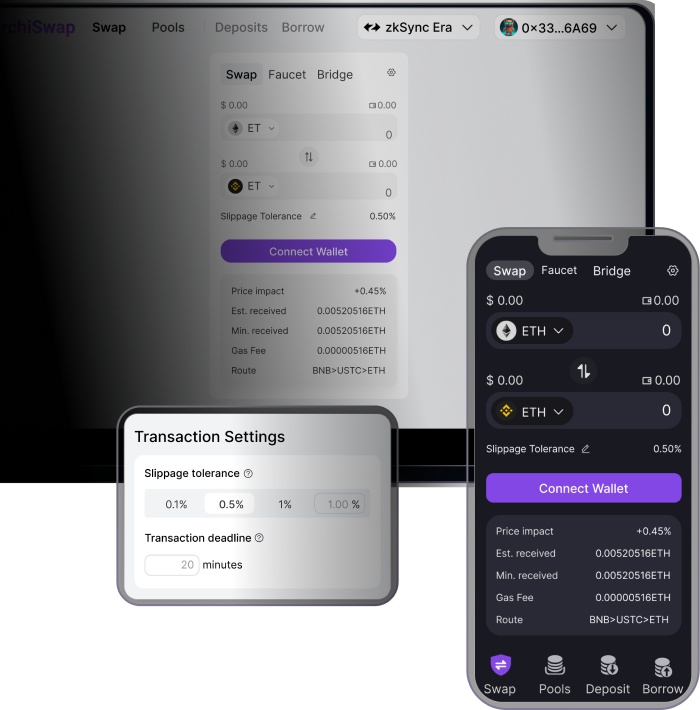 rchiSwap Swap Pools Deposits Borrow zkSync Era 0×33...6A69
Swap Faucet Bridge
$ 0.00 0.00
ET 0
$ 0.00 0.00
ET 0
Slippage Tolerance 0.50%
Connect Wallet
Price impact +0.45%
Est. received 0.00520516ETH
Min. received 0.00520516ETH
Gas Fee 0.00000516ETH
Route BNB>USTC>ETH
Transaction Settings
Slippage tolerance
0.1% 0.5% 1% 1.00 %
Transaction deadline
20 minutes
Swap Faucet Bridge
$ 0.00 0.00
ETH 0
$ 0.00 0.00
ETH 0
Slippage Tolerance 0.50%
Connect Wallet
Price impact +0.45%
Est. received 0.00520516ETH
Min. received 0.00520516ETH
Gas Fee 0.00000516ETH
Route BNB>USTC>ETH
Swap Pools Deposit Borrow